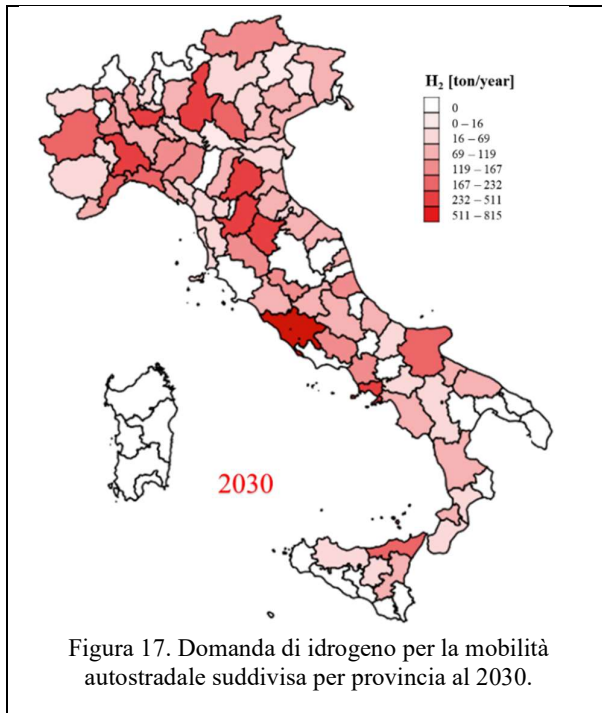 H₂ [ton/year]
0
0 – 16
16 – 69
69 – 119
119 – 167
167 – 232
232 – 511
511 – 815
2030
Figura 17. Domanda di idrogeno per la mobilità
autostradale suddivisa per provincia al 2030.